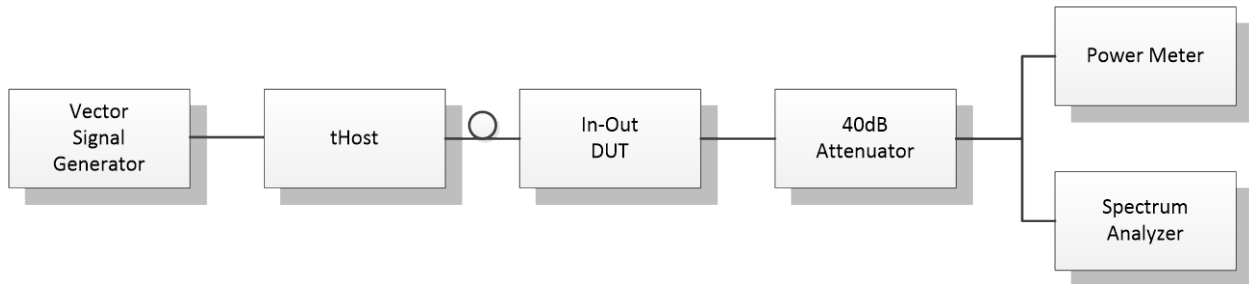 Vector
Signal
Generator
tHost
In-Out
DUT
40dB
Attenuator
Power Meter
Spectrum
Analyzer